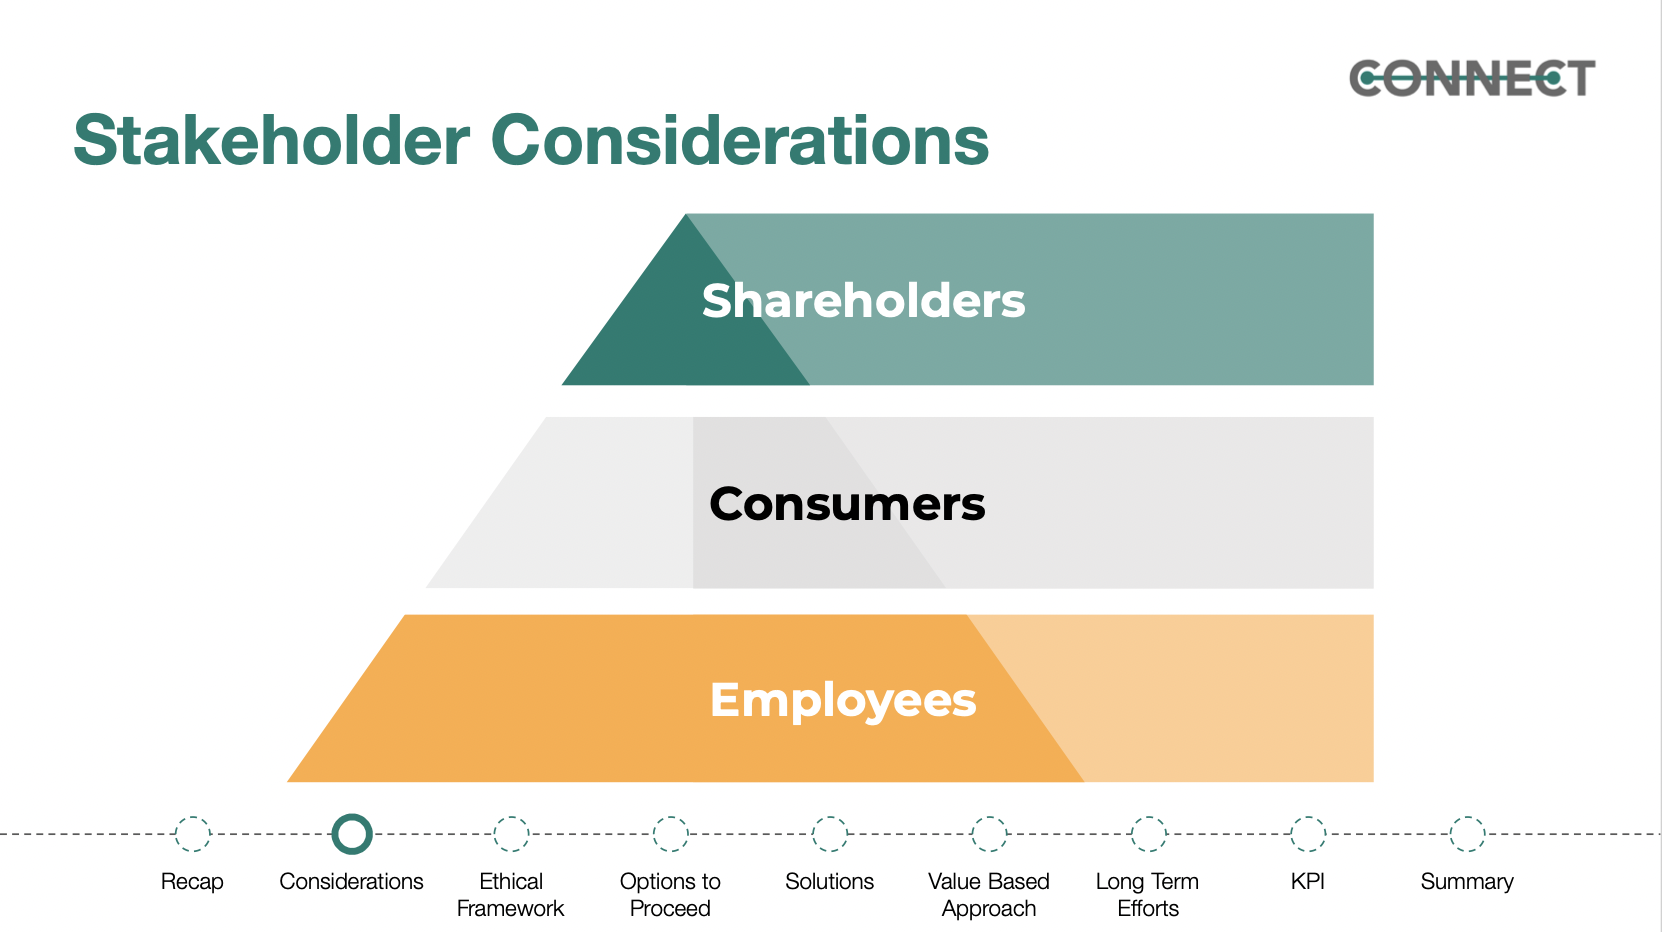 CONNECT
Stakeholder Considerations
Shareholders
Consumers
Employees
Recap
Considerations
Ethical
Framework
Options to
Proceed
Solutions
Value Based
Approach
Long Term
Efforts
KPI
Summary